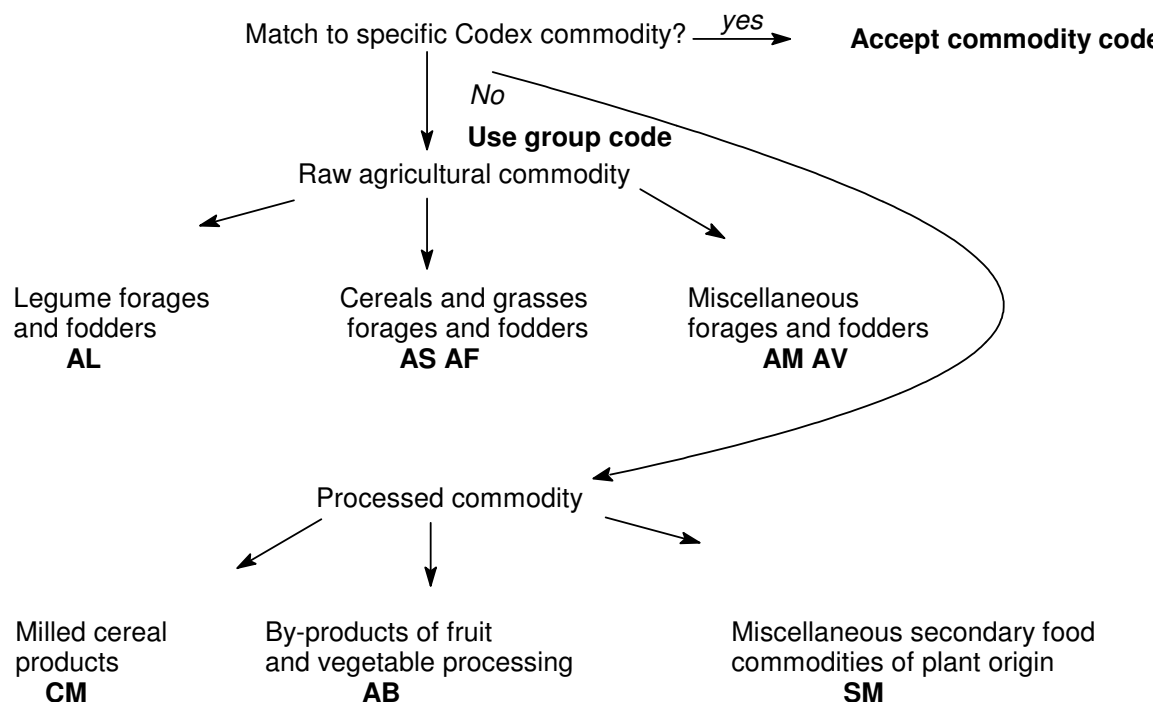 Match to specific Codex commodity?
yes
Accept commodity code
No
Use group code
Raw agricultural commodity
Legume forages
and fodders
AL
Cereals and grasses
forages and fodders
AS AF
Miscellaneous
forages and fodders
AM AV
Processed commodity
Milled cereal
products
CM
By-products of fruit
and vegetable processing
AB
Miscellaneous secondary food
commodities of plant origin
SM